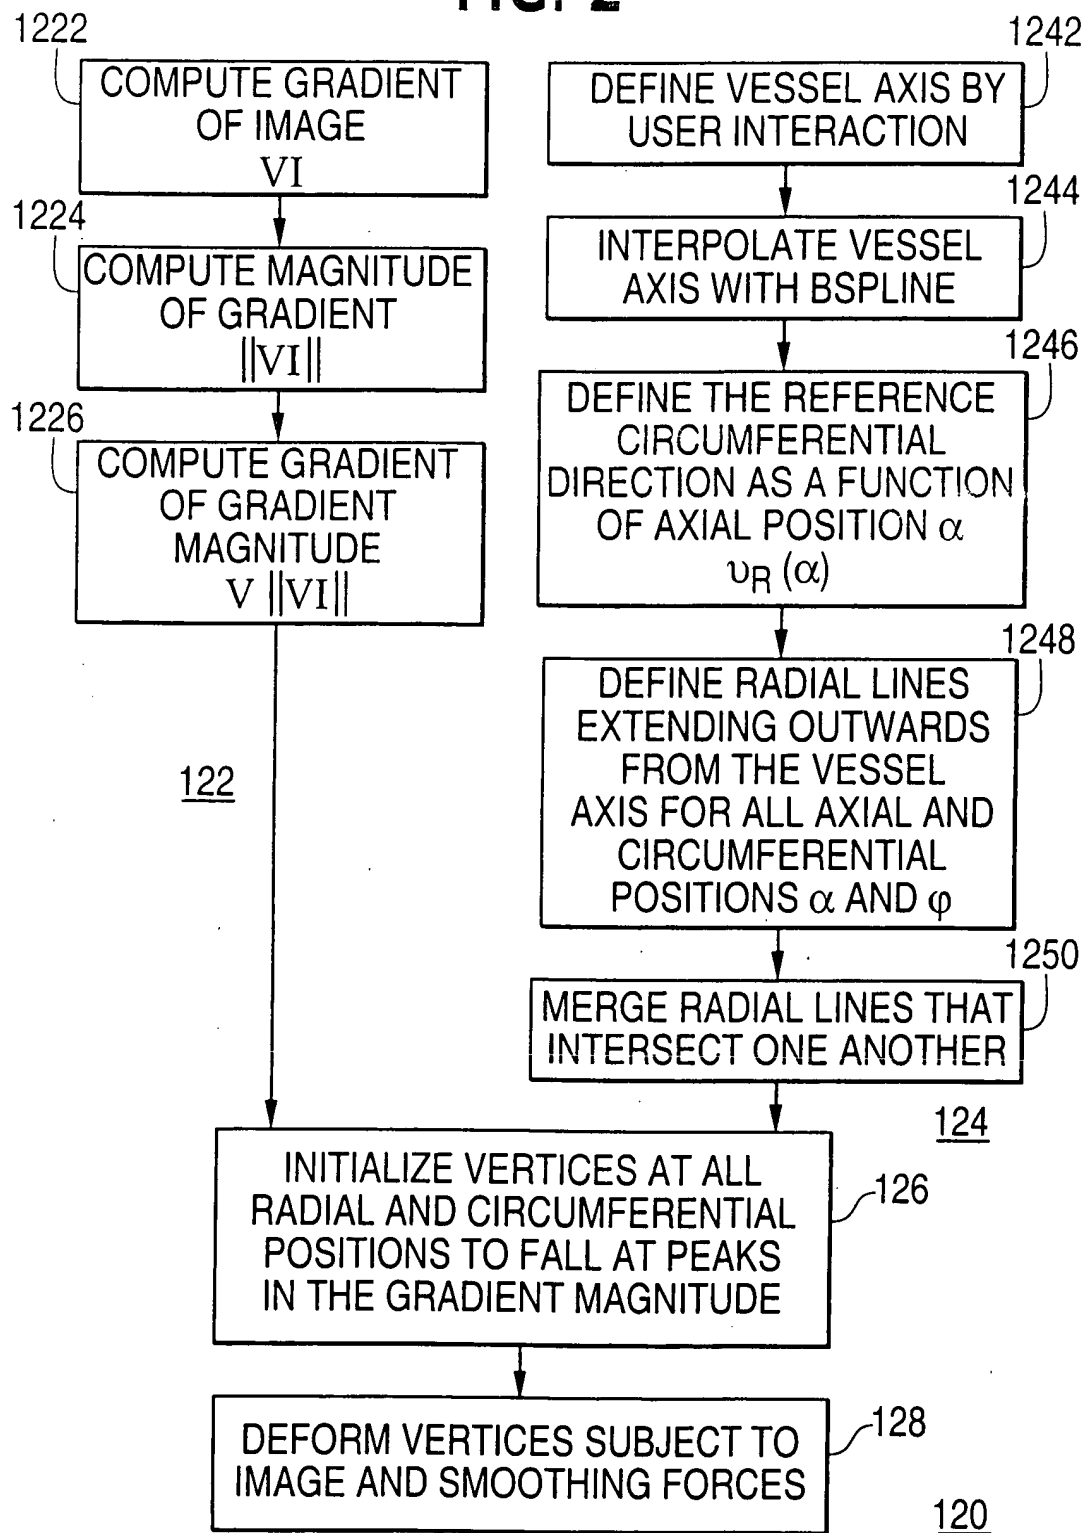 FIG. 2
1222
COMPUTE GRADIENT
OF IMAGE
VI
1224
COMPUTE MAGNITUDE
OF GRADIENT
||VI||
1226
COMPUTE GRADIENT
OF GRADIENT
MAGNITUDE
V ||VI||
122
1242
DEFINE VESSEL AXIS BY
USER INTERACTION
1244
INTERPOLATE VESSEL
AXIS WITH BSPLINE
1246
DEFINE THE REFERENCE
CIRCUMFERENTIAL
DIRECTION AS A FUNCTION
OF AXIAL POSITION α
υR (α)
1248
DEFINE RADIAL LINES
EXTENDING OUTWARDS
FROM THE VESSEL
AXIS FOR ALL AXIAL AND
CIRCUMFERENTIAL
POSITIONS α AND φ
1250
MERGE RADIAL LINES THAT
INTERSECT ONE ANOTHER
124
INITIALIZE VERTICES AT ALL
RADIAL AND CIRCUMFERENTIAL
POSITIONS TO FALL AT PEAKS
IN THE GRADIENT MAGNITUDE
126
DEFORM VERTICES SUBJECT TO
IMAGE AND SMOOTHING FORCES
128
120